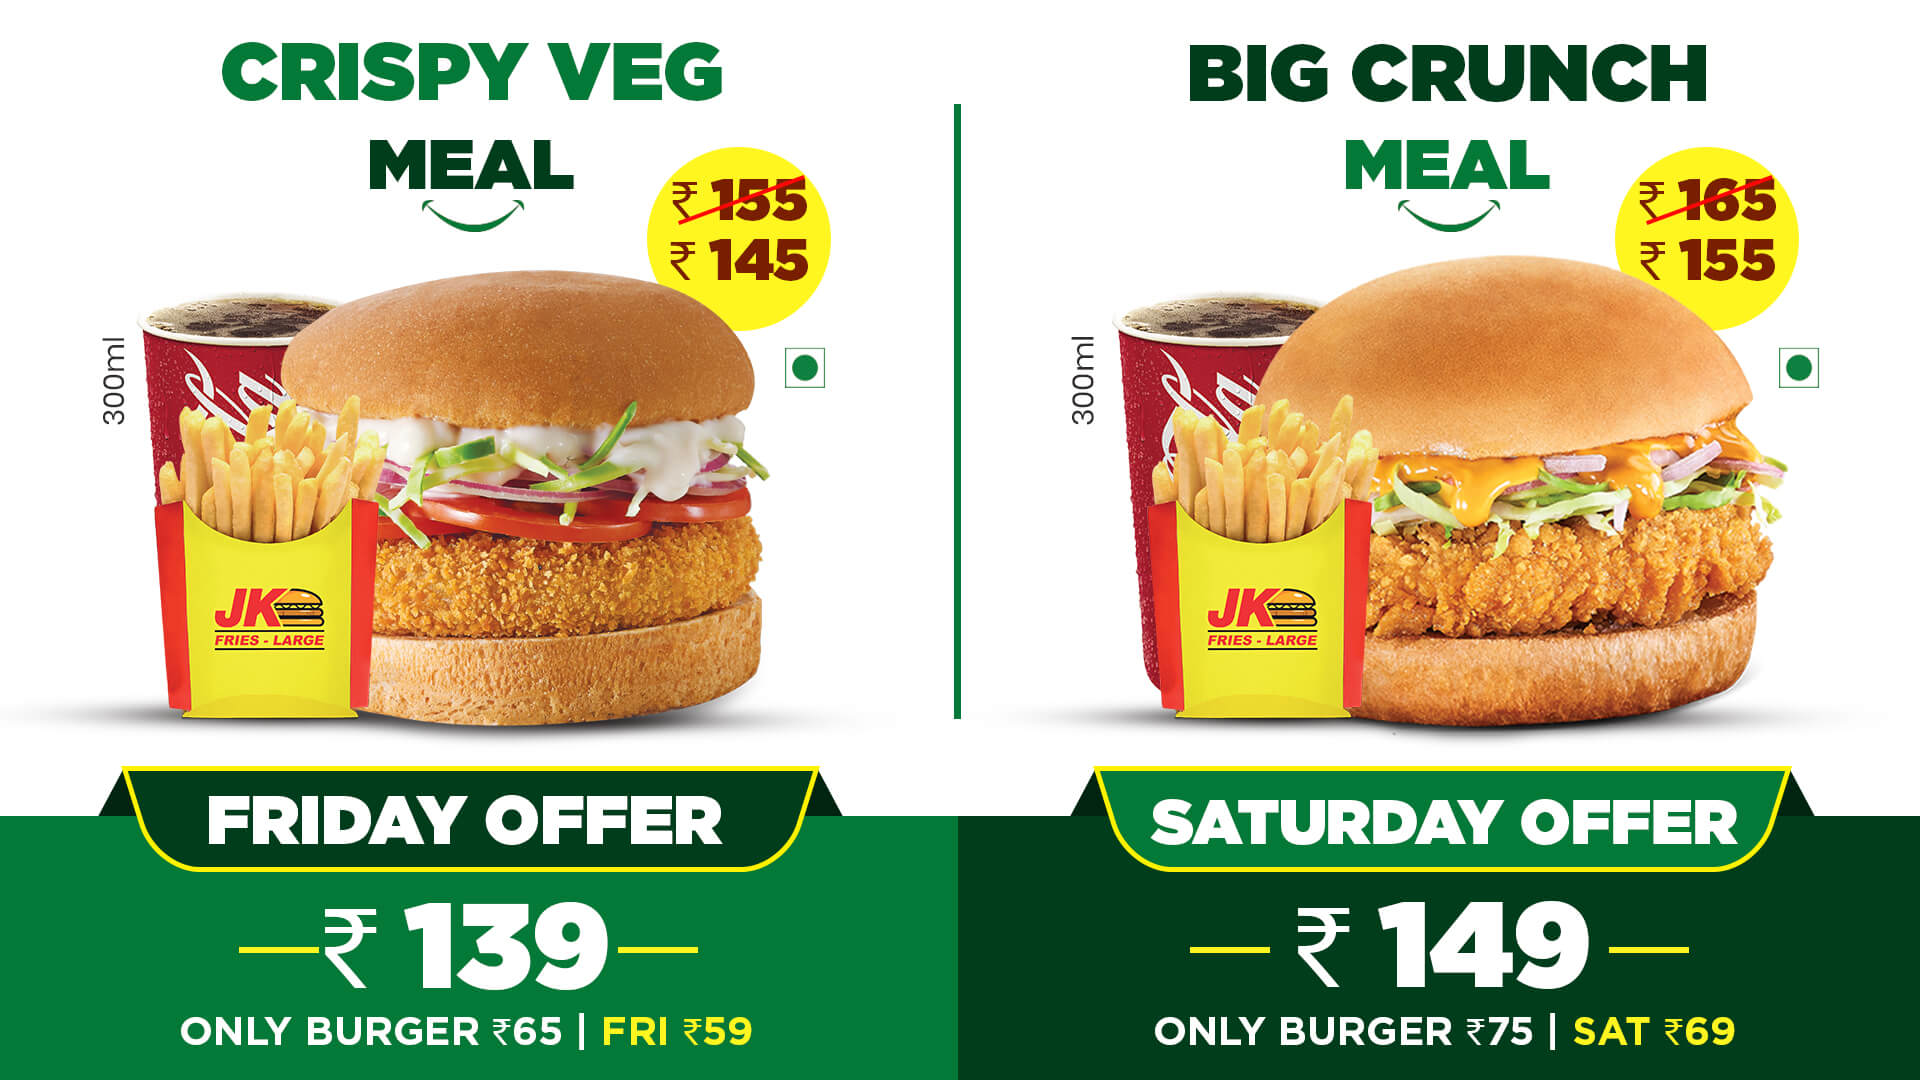 CRISPY VEG
MEAL
₹ 155
₹ 145
300ml
JK
FRIES - LARGE
FRIDAY OFFER
₹ 139
ONLY BURGER ₹65 | FRI ₹59
BIG CRUNCH
MEAL
₹ 165
₹ 155
300ml
JK
FRIES - LARGE
SATURDAY OFFER
₹ 149
ONLY BURGER ₹75 | SAT ₹69